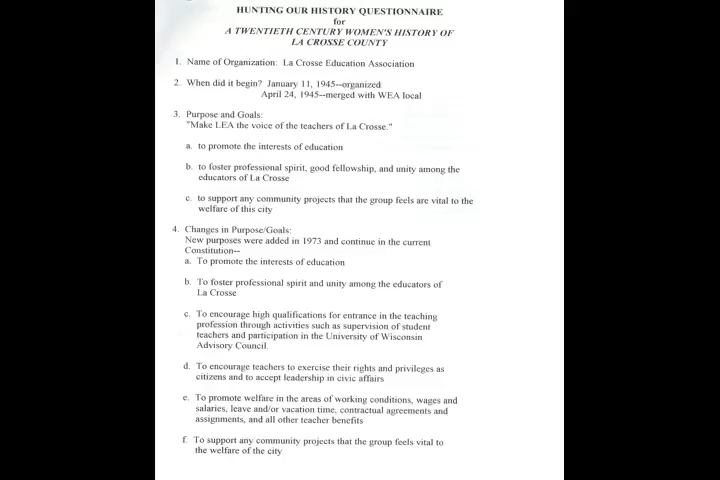 HUNTING OUR HISTORY QUESTIONNAIRE
for
A TWENTIETH CENTURY WOMEN'S HISTORY OF
LA CROSSE COUNTY
1. Name of Organization: La Crosse Education Association
2. When did it begin? January 11, 1945--organized
April 24, 1945--merged with WEA local
3. Purpose and Goals:
"Make LEA the voice of the teachers of La Crosse."
a. to promote the interests of education
b. to foster professional spirit, good fellowship, and unity among the
educators of La Crosse
c. to support any community projects that the group feels are vital to the
welfare of this city
4. Changes in Purpose/Goals:
New purposes were added in 1973 and continue in the current
Constitution--
a. To promote the interests of education
b. To foster professional spirit and unity among the educators of
La Crosse
c. To encourage high qualifications for entrance in the teaching
profession through activities such as supervision of student
teachers and participation in the University of Wisconsin
Advisory Council.
d. To encourage teachers to exercise their rights and privileges as
citizens and to accept leadership in civic affairs
e. To promote welfare in the areas of working conditions, wages and
salaries, leave and/or vacation time, contractual agreements and
assignments, and all other teacher benefits
f. To support any community projects that the group feels vital to
the welfare of the city